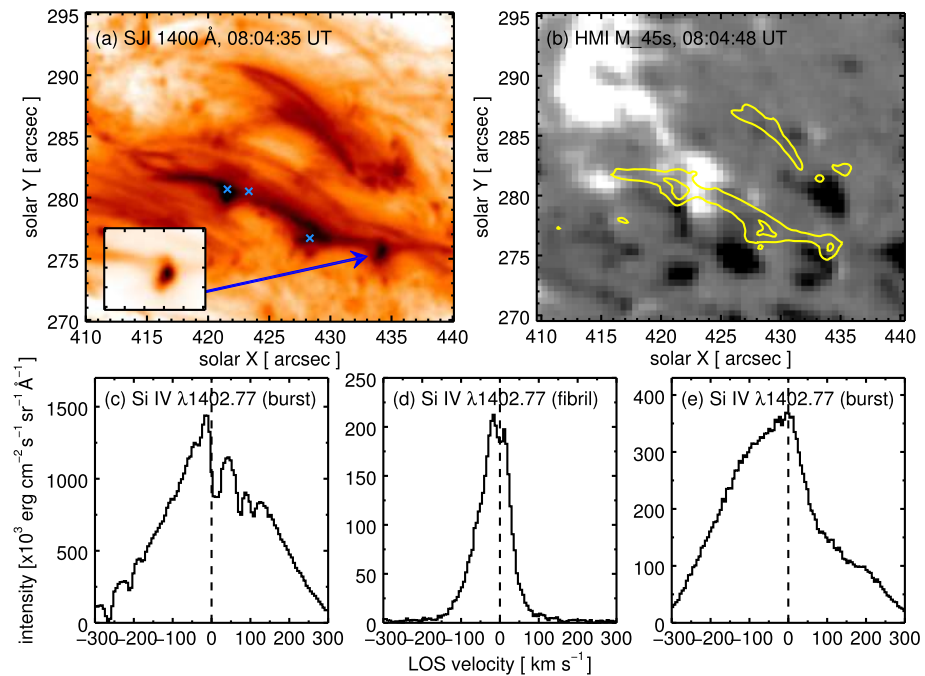 (a) SJI 1400 Å, 08:04:35 UT
(b) HMI M_45s, 08:04:48 UT
295
290
285
280
275
270
solar Y [ arcsec]
410 415 420 425 430 435 440
solar X [ arcsec ]
295
290
285
280
275
270
solar Y [ arcsec]
410 415 420 425 430 435 440
solar X [ arcsec ]
(c) Si IV λ1402.77 (burst)
(d) Si IV λ1402.77 (fibril)
(e) Si IV λ1402.77 (burst)
intensity [x10³ erg cm⁻² s⁻¹ sr⁻¹ Å⁻¹]
1500
1250
1000
750
500
250
0
−300−200−100 0 100 200 300
250
200
150
100
50
0
−300−200−100 0 100 200 300
400
300
200
100
0
−300−200−100 0 100 200 300
LOS velocity [ km s⁻¹]